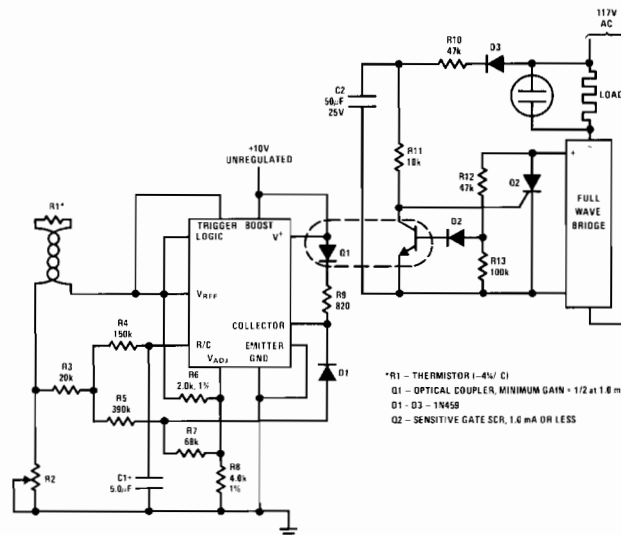 117V
AC
R10
47k
D3
LOAD
C2
50µF
25V
R11
10k
R12
47k
Q2
+
-
FULL
WAVE
BRIDGE
D2
R13
100k
+10V
UNREGULATED
R1*
TRIGGER BOOST
LOGIC
V+
Q1
R9
820
VREF
COLLECTOR
R/C
EMITTER
GND
VADJ
D1
R4
150k
R3
20k
R5
390k
R6
2.0k, 1%
R7
68k
R2
C1+
5.0µF
R8
1%
*R1 – THERMISTOR (–4%/ C)
Q1 – OPTICAL COUPLER, MINIMUM GAIN = 1/2 at 1.0 m
D1 - D3 – 1N459
Q2 – SENSITIVE GATE SCR, 1.0 mA OR LESS